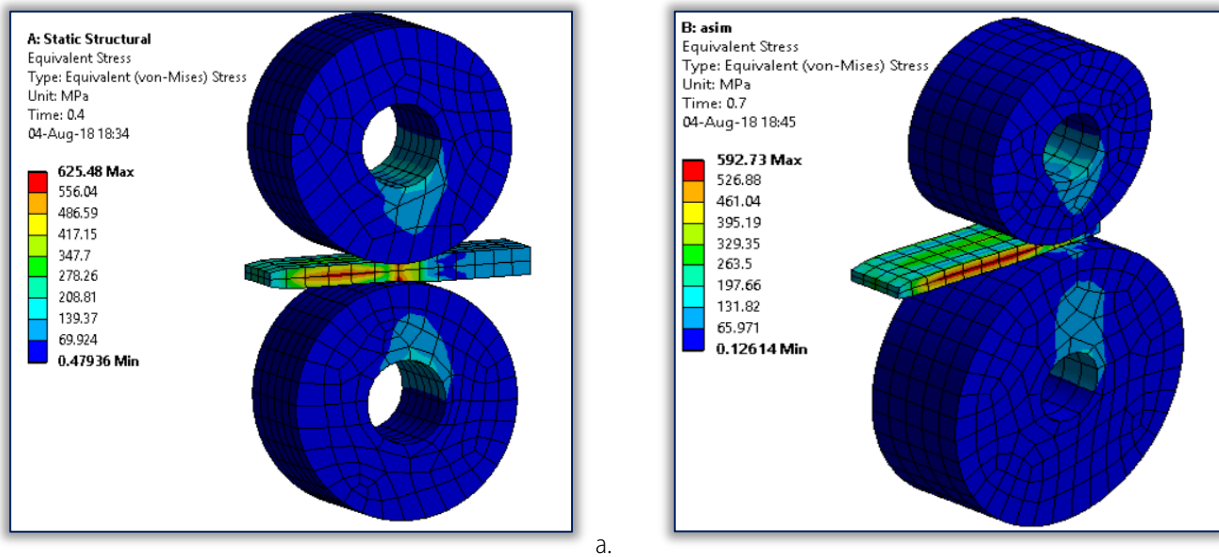 A: Static Structural
Equivalent Stress
Type: Equivalent (von-Mises) Stress
Unit: MPa
Time: 0.4
04-Aug-18 18:34
625.48 Max
556.04
486.59
417.15
347.7
278.26
208.81
139.37
69.924
0.47936 Min
B: asim
Equivalent Stress
Type: Equivalent (von-Mises) Stress
Unit: MPa
Time: 0.7
04-Aug-18 18:45
592.73 Max
526.88
461.04
395.19
329.35
263.5
197.66
131.82
65.971
0.12614 Min
a.